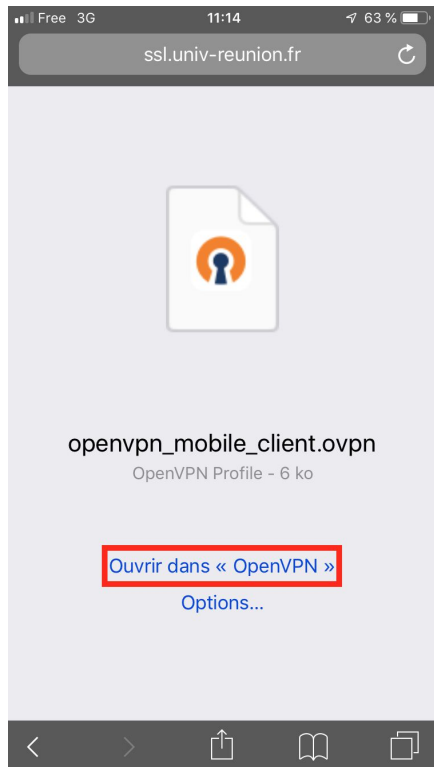 Free 3G 11:14 63 %
ssl.univ-reunion.fr
openvpn_mobile_client.ovpn
OpenVPN Profile - 6 ko
Ouvrir dans « OpenVPN »
Options...